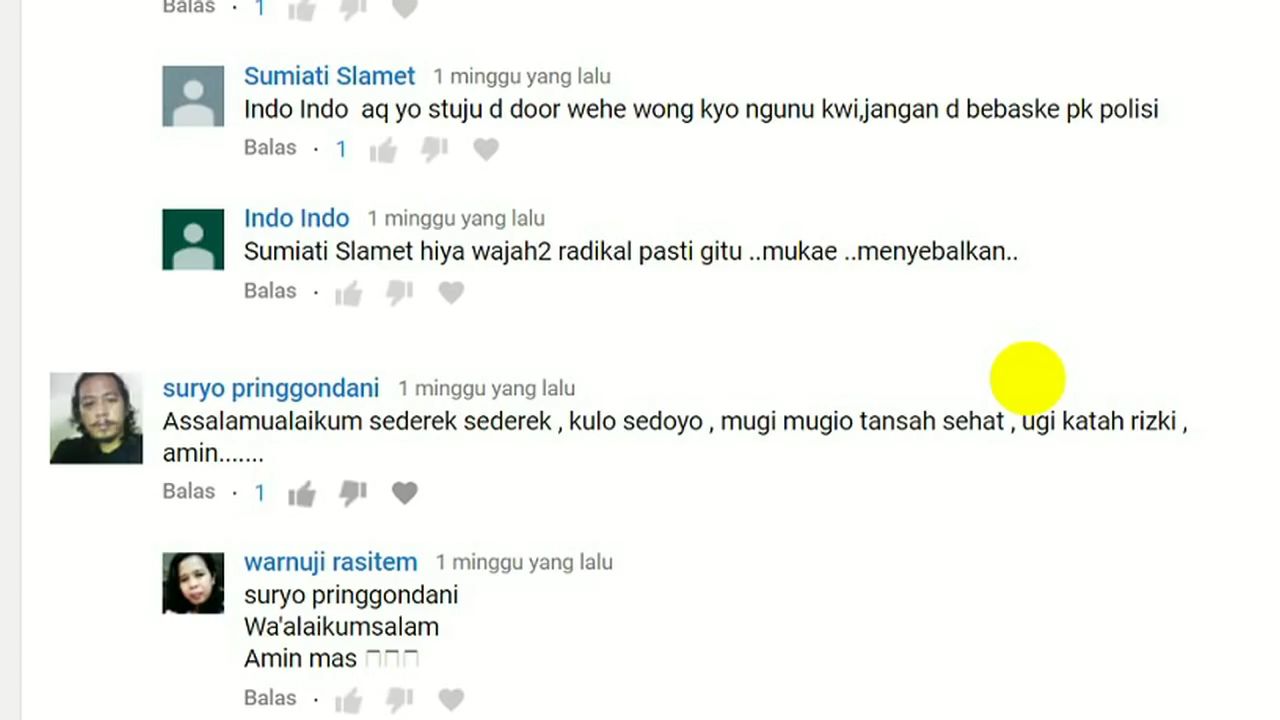 Balas · 1
Sumiati Slamet 1 minggu yang lalu
Indo Indo aq yo stuju d door wehe wong kyo ngunu kwi,jangan d bebaske pk polisi
Balas · 1
Indo Indo 1 minggu yang lalu
Sumiati Slamet hiya wajah2 radikal pasti gitu ..mukae ..menyebalkan..
Balas ·
suryo pringgondani 1 minggu yang lalu
Assalamualaikum sederek sederek , kulo sedoyo , mugi mugio tansah sehat , ugi katah rizki ,
amin.......
Balas · 1
warnuji rasitem 1 minggu yang lalu
suryo pringgondani
Wa'alaikumsalam
Amin mas
Balas ·